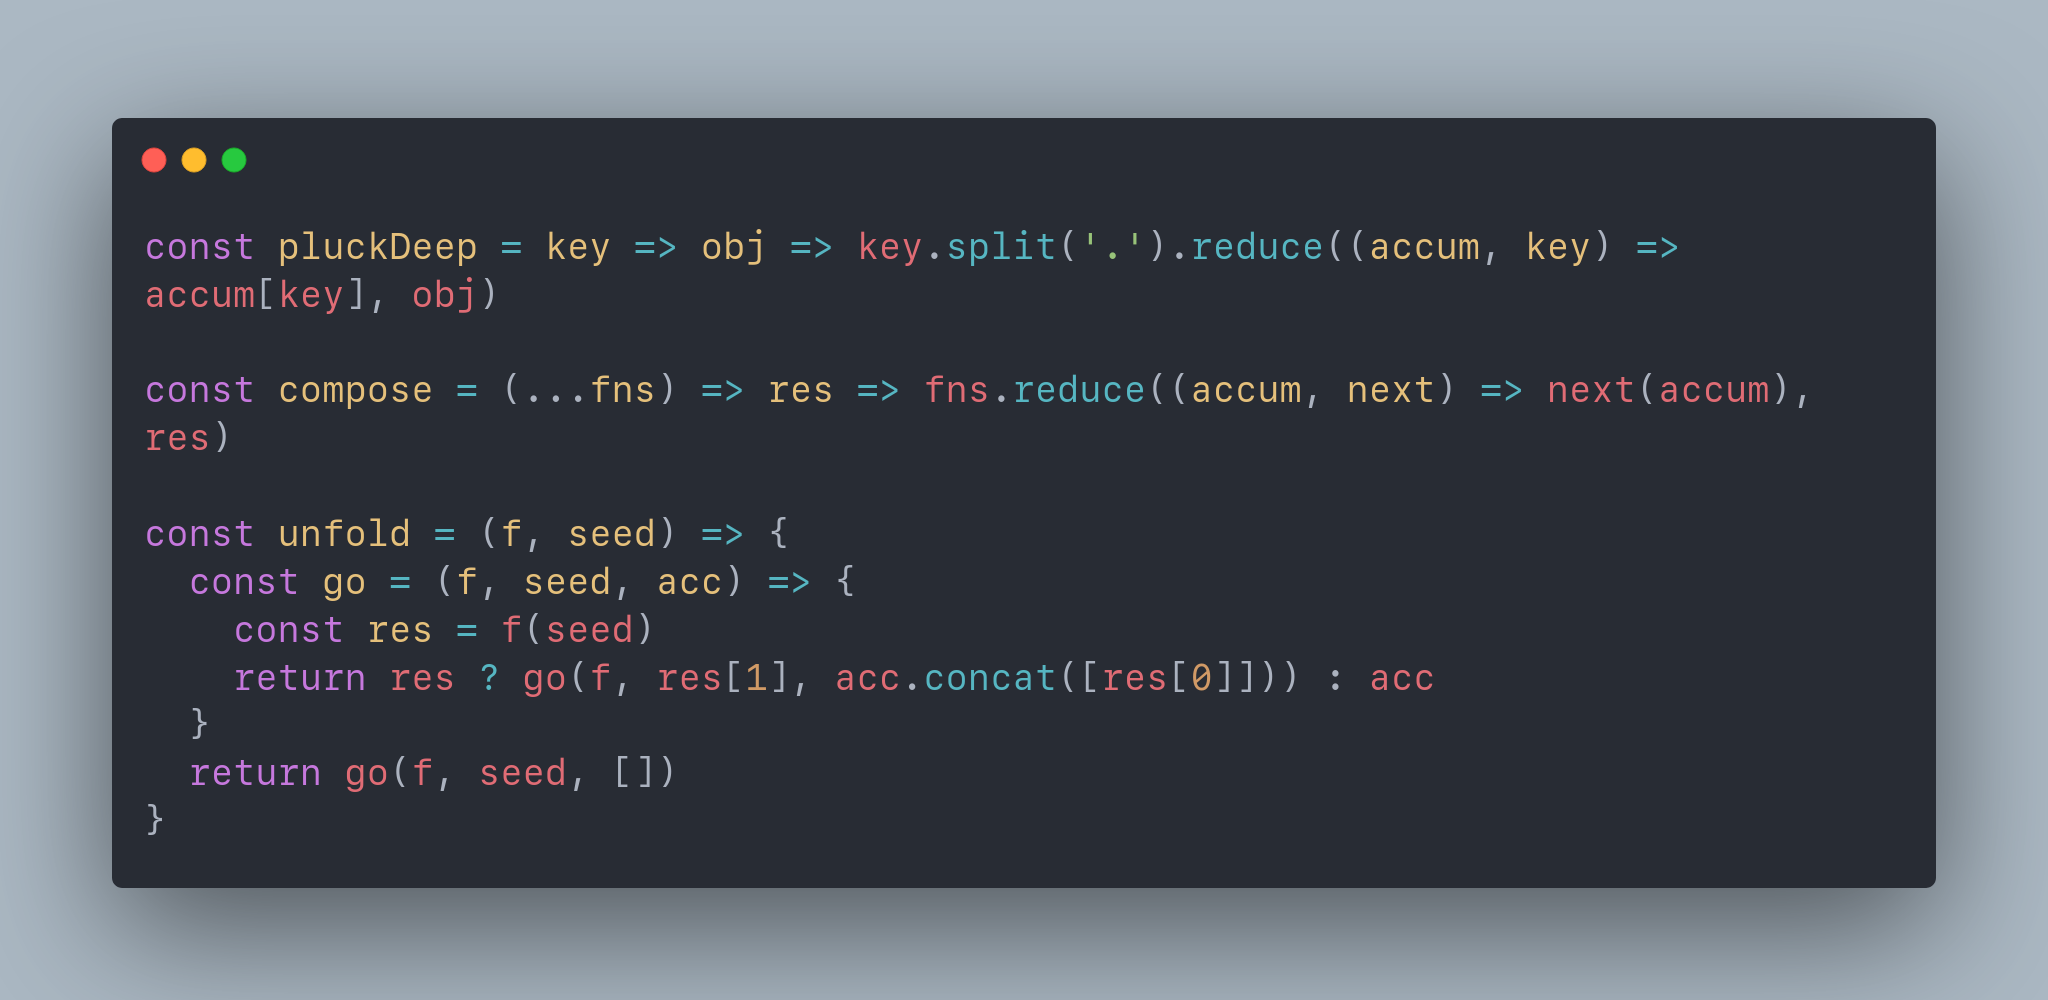 const pluckDeep = key => obj => key.split('.').reduce((accum, key) =>
accum[key], obj)

const compose = (...fns) => res => fns.reduce((accum, next) => next(accum),
res)

const unfold = (f, seed) => {
  const go = (f, seed, acc) => {
    const res = f(seed)
    return res ? go(f, res[1], acc.concat([res[0]])) : acc
  }
  return go(f, seed, [])
}